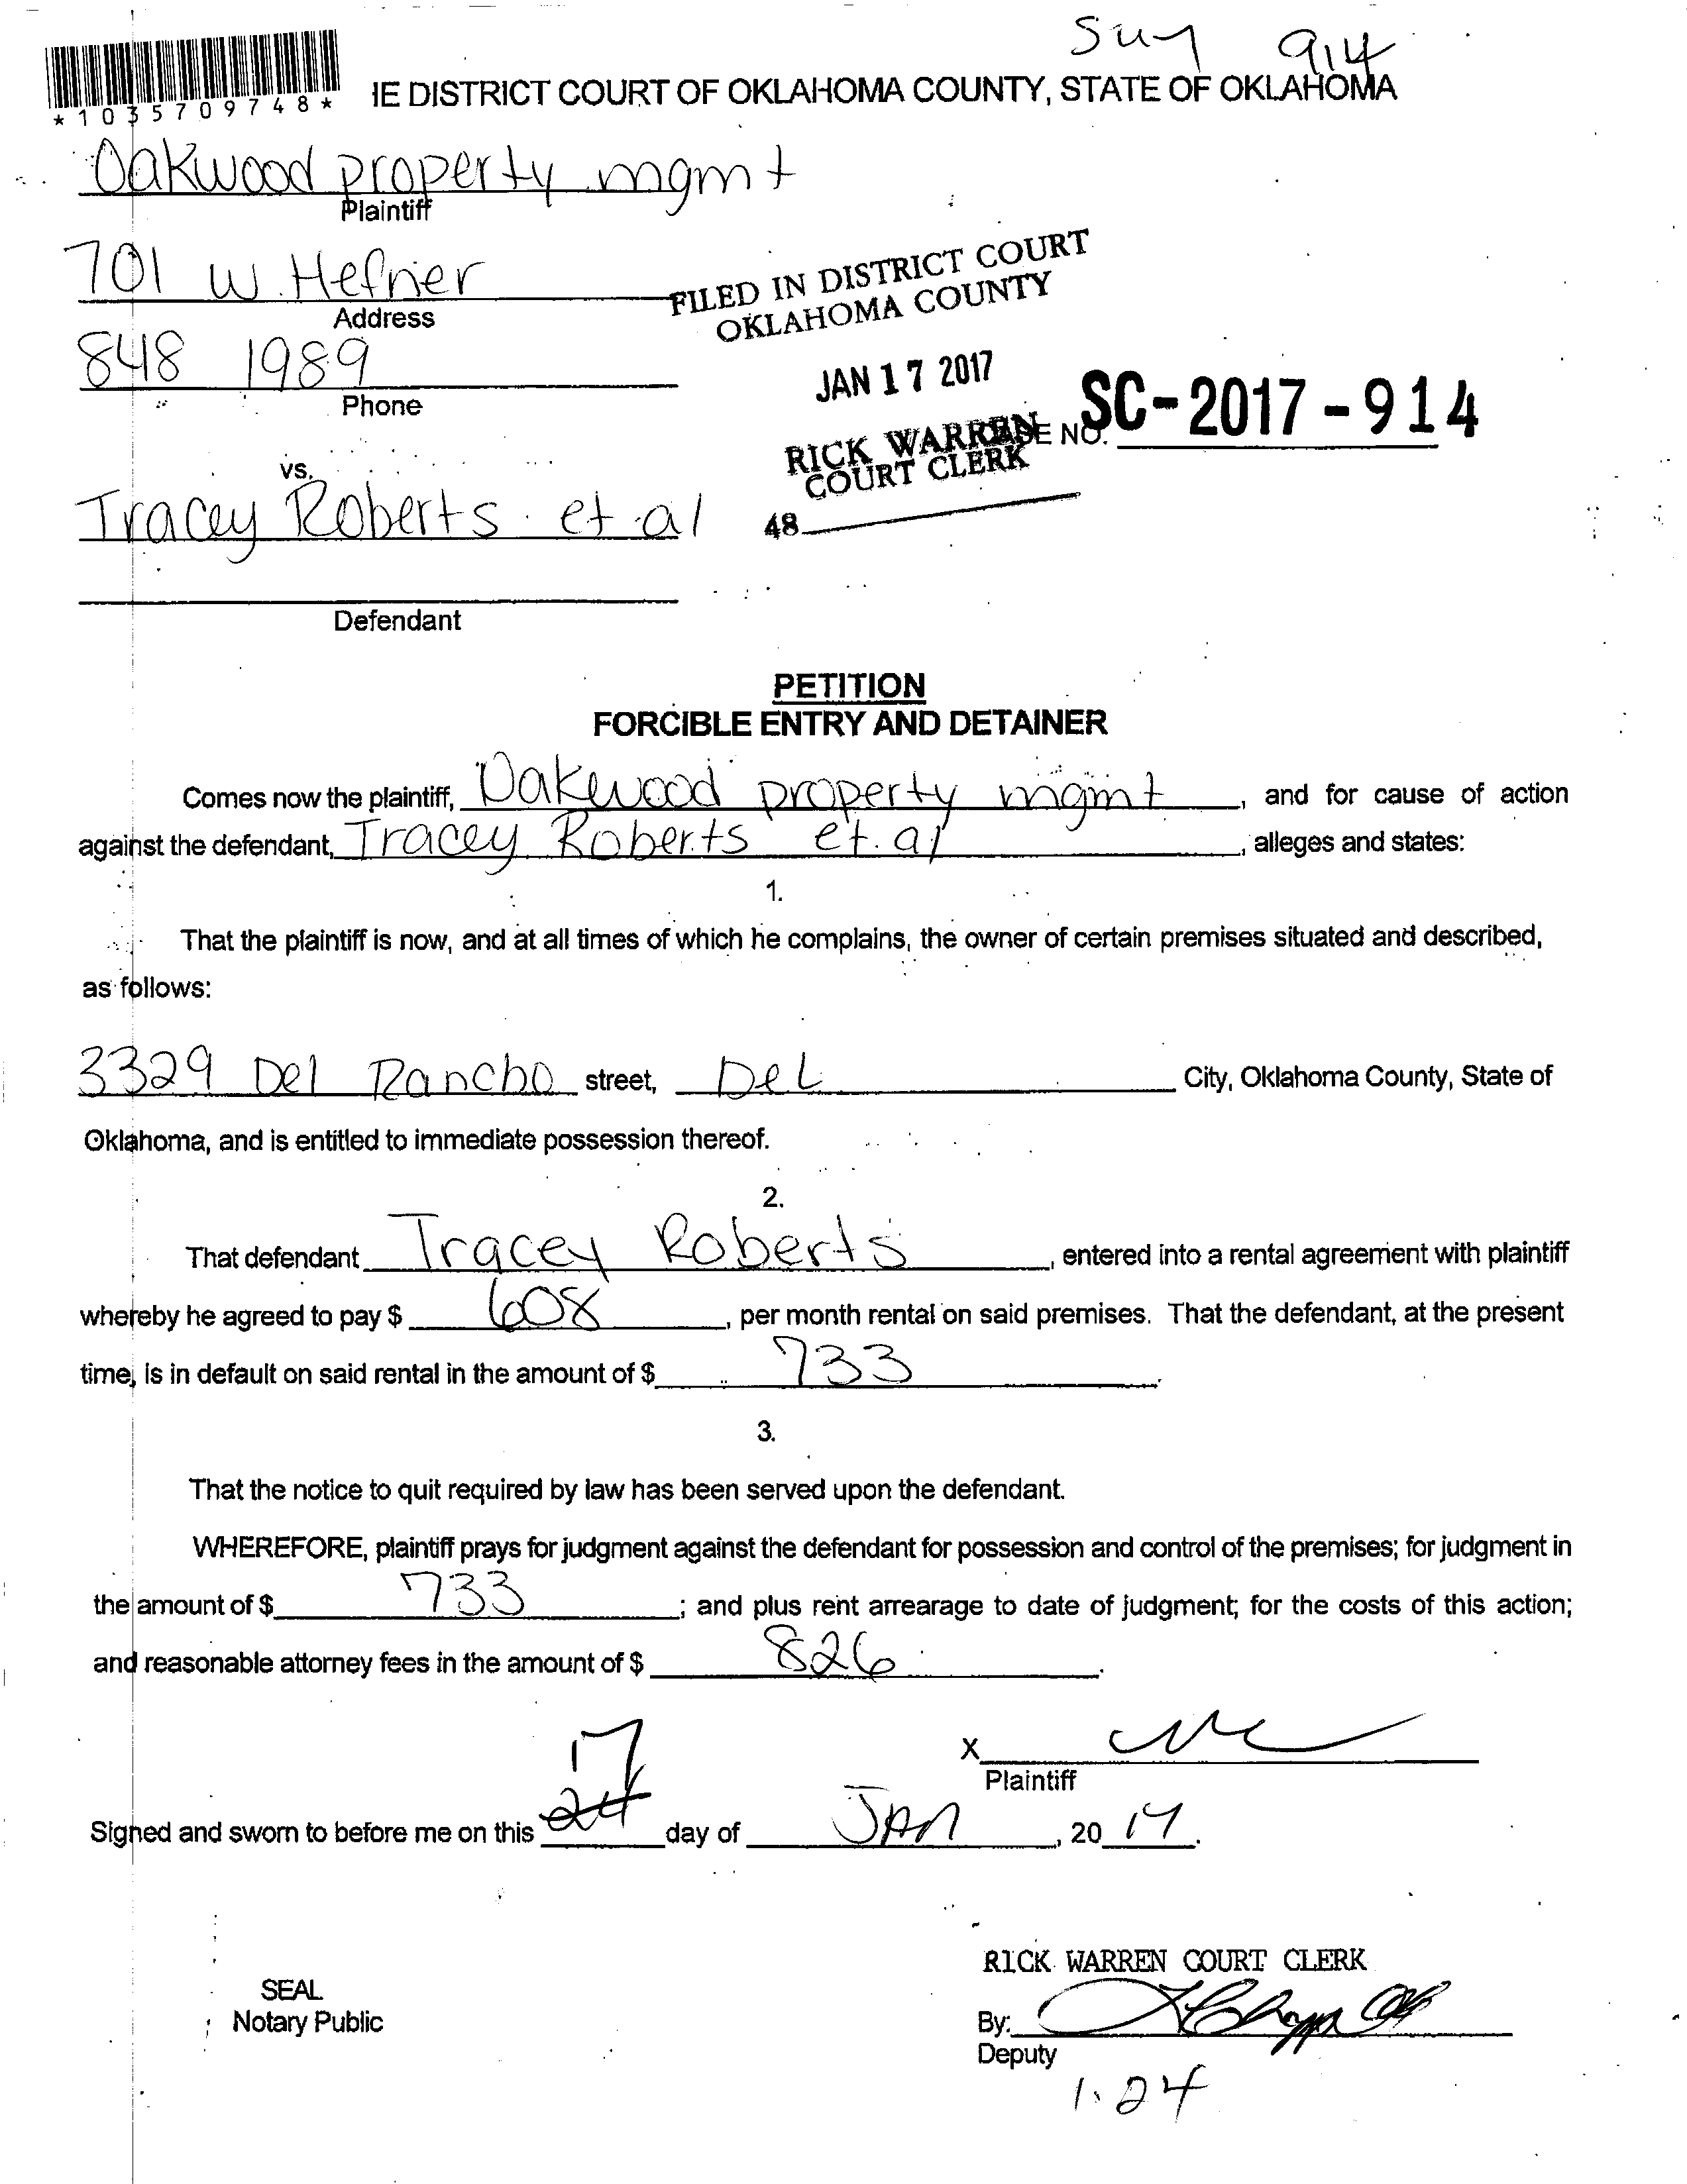 Suy 914
*1035709748*
IE DISTRICT COURT OF OKLAHOMA COUNTY, STATE OF OKLAHOMA
Oakwood property mgmt
Plaintiff
701 W. Hefner
Address
848 1989
Phone
FILED IN DISTRICT COURT
OKLAHOMA COUNTY
JAN 17 2017
RICK WARREN
COURT CLERK
48
SE NO. SC-2017-914
vs.
Tracey Roberts et al
Defendant
PETITION
FORCIBLE ENTRY AND DETAINER
Comes now the plaintiff, Oakwood property mgmt, and for cause of action
against the defendant, Tracey Roberts et. al, alleges and states:
1.
That the plaintiff is now, and at all times of which he complains, the owner of certain premises situated and described,
as follows:
3329 Del Rancho street, Del City, Oklahoma County, State of
Oklahoma, and is entitled to immediate possession thereof.
2.
That defendant Tracey Roberts, entered into a rental agreement with plaintiff
whereby he agreed to pay $ 608, per month rental on said premises. That the defendant, at the present
time, is in default on said rental in the amount of $ 733.
3.
That the notice to quit required by law has been served upon the defendant.
WHEREFORE, plaintiff prays for judgment against the defendant for possession and control of the premises; for judgment in
the amount of $ 733; and plus rent arrearage to date of judgment; for the costs of this action;
and reasonable attorney fees in the amount of $ 826.
X
Plaintiff
17
Signed and sworn to before me on this 24 day of JAN, 20 17.
SEAL
Notary Public
RICK WARREN COURT CLERK
By:
Deputy
1.24